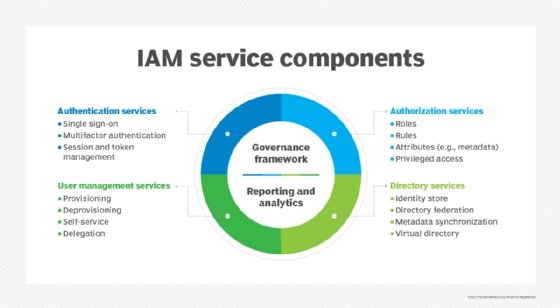 IAM service components
Authentication services
• Single sign-on
• Multifactor authentication
• Session and token
management
Authorization services
• Roles
• Rules
• Attributes (e.g., metadata)
• Privileged access
Governance
framework
Reporting and
analytics
User management services
• Provisioning
• Deprovisioning
• Self-service
• Delegation
Directory services
• Identity store
• Directory federation
• Metadata synchronization
• Virtual directory